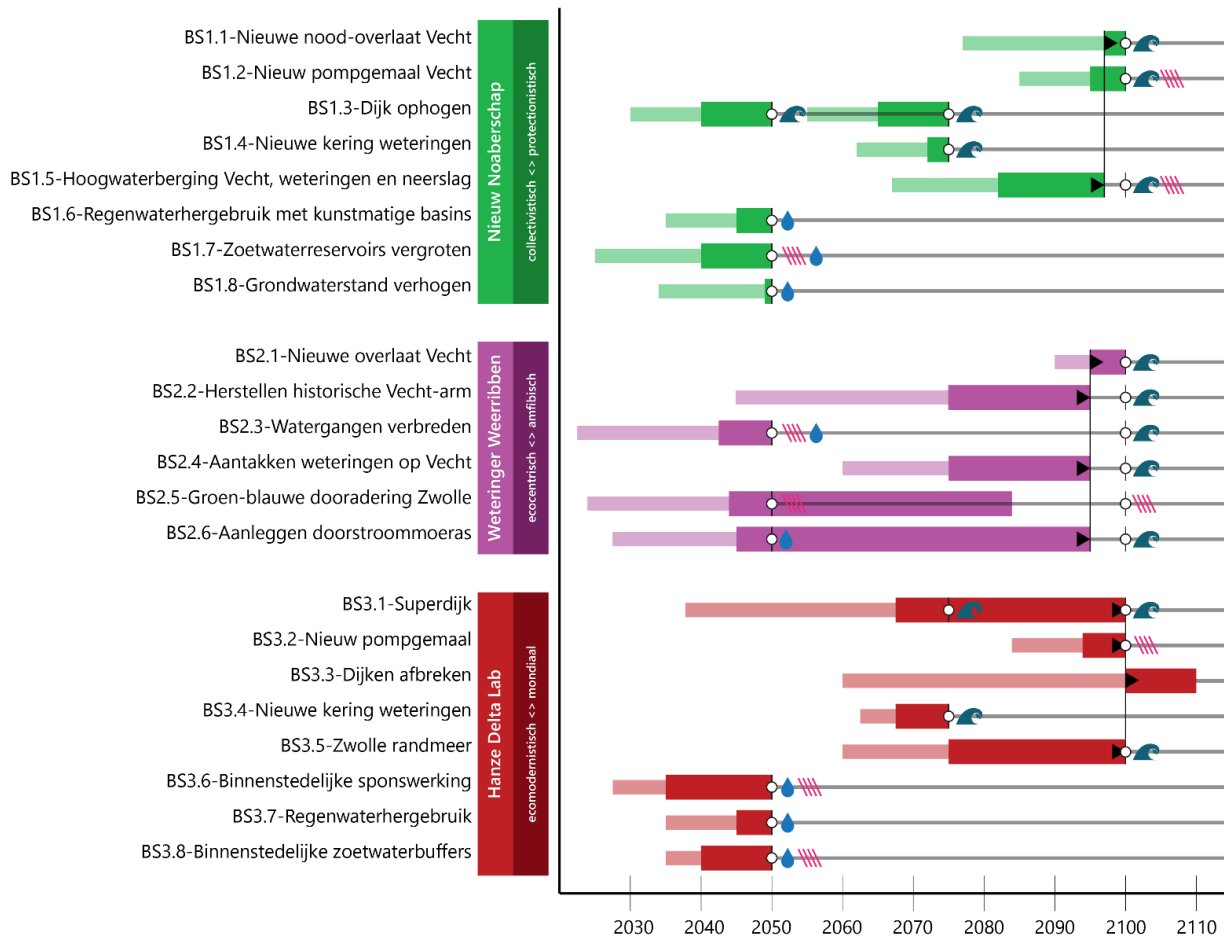 BS1.1-Nieuwe nood-overlaat Vecht
BS1.2-Nieuw pompgemaal Vecht
BS1.3-Dijk ophogen
BS1.4-Nieuwe kering weteringen
BS1.5-Hoogwaterberging Vecht, weteringen en neerslag
BS1.6-Regenwaterhergebruik met kunstmatige basins
BS1.7-Zoetwaterreservoirs vergroten
BS1.8-Grondwaterstand verhogen
Nieuw Noaberschap
collectivistisch <> protectionistisch
BS2.1-Nieuwe overlaat Vecht
BS2.2-Herstellen historische Vecht-arm
BS2.3-Watergangen verbreden
BS2.4-Aantakken weteringen op Vecht
BS2.5-Groen-blauwe dooradering Zwolle
BS2.6-Aanleggen doorstroommoeras
Weteringer Weerribben
ecocentrisch <> amfibisch
BS3.1-Superdijk
BS3.2-Nieuw pompgemaal
BS3.3-Dijken afbreken
BS3.4-Nieuwe kering weteringen
BS3.5-Zwolle randmeer
BS3.6-Binnenstedelijke sponswerking
BS3.7-Regenwaterhergebruik
BS3.8-Binnenstedelijke zoetwaterbuffers
Hanze Delta Lab
ecomodernistisch <> mondiaal
2030 2040 2050 2060 2070 2080 2090 2100 2110